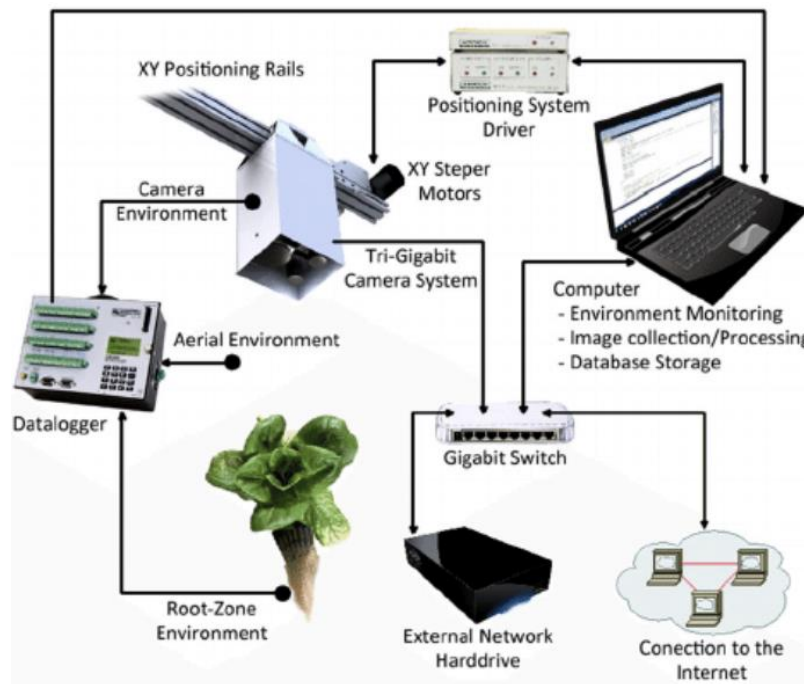 XY Positioning Rails
Positioning System
Driver
Camera
Environment
XY Steper
Motors
Tri-Gigabit
Camera System
Computer
- Environment Monitoring
- Image collection/Processing
- Database Storage
Aerial Environment
Datalogger
Gigabit Switch
Root-Zone
Environment
External Network
Harddrive
Conection to the
Internet